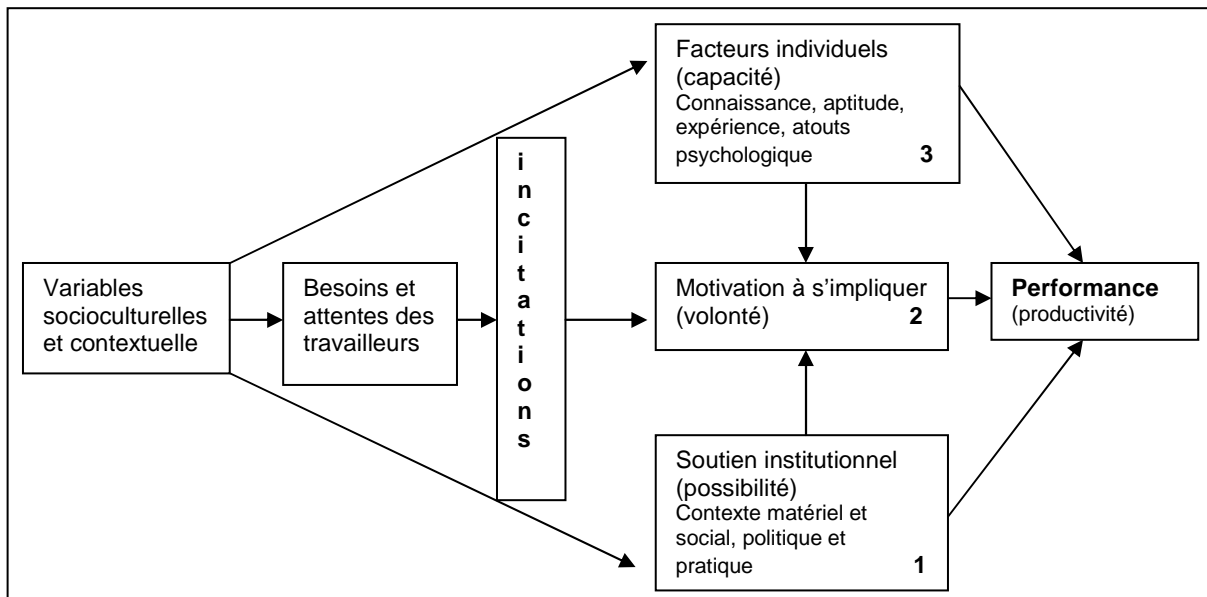 Facteurs individuels
(capacité)
Connaissance, aptitude,
expérience, atouts
psychologique 3
incitations
Variables
socioculturelles
et contextuelle
Besoins et
attentes des
travailleurs
Motivation à s'impliquer
(volonté) 2
Performance
(productivité)
Soutien institutionnel
(possibilité)
Contexte matériel et
social, politique et
pratique 1